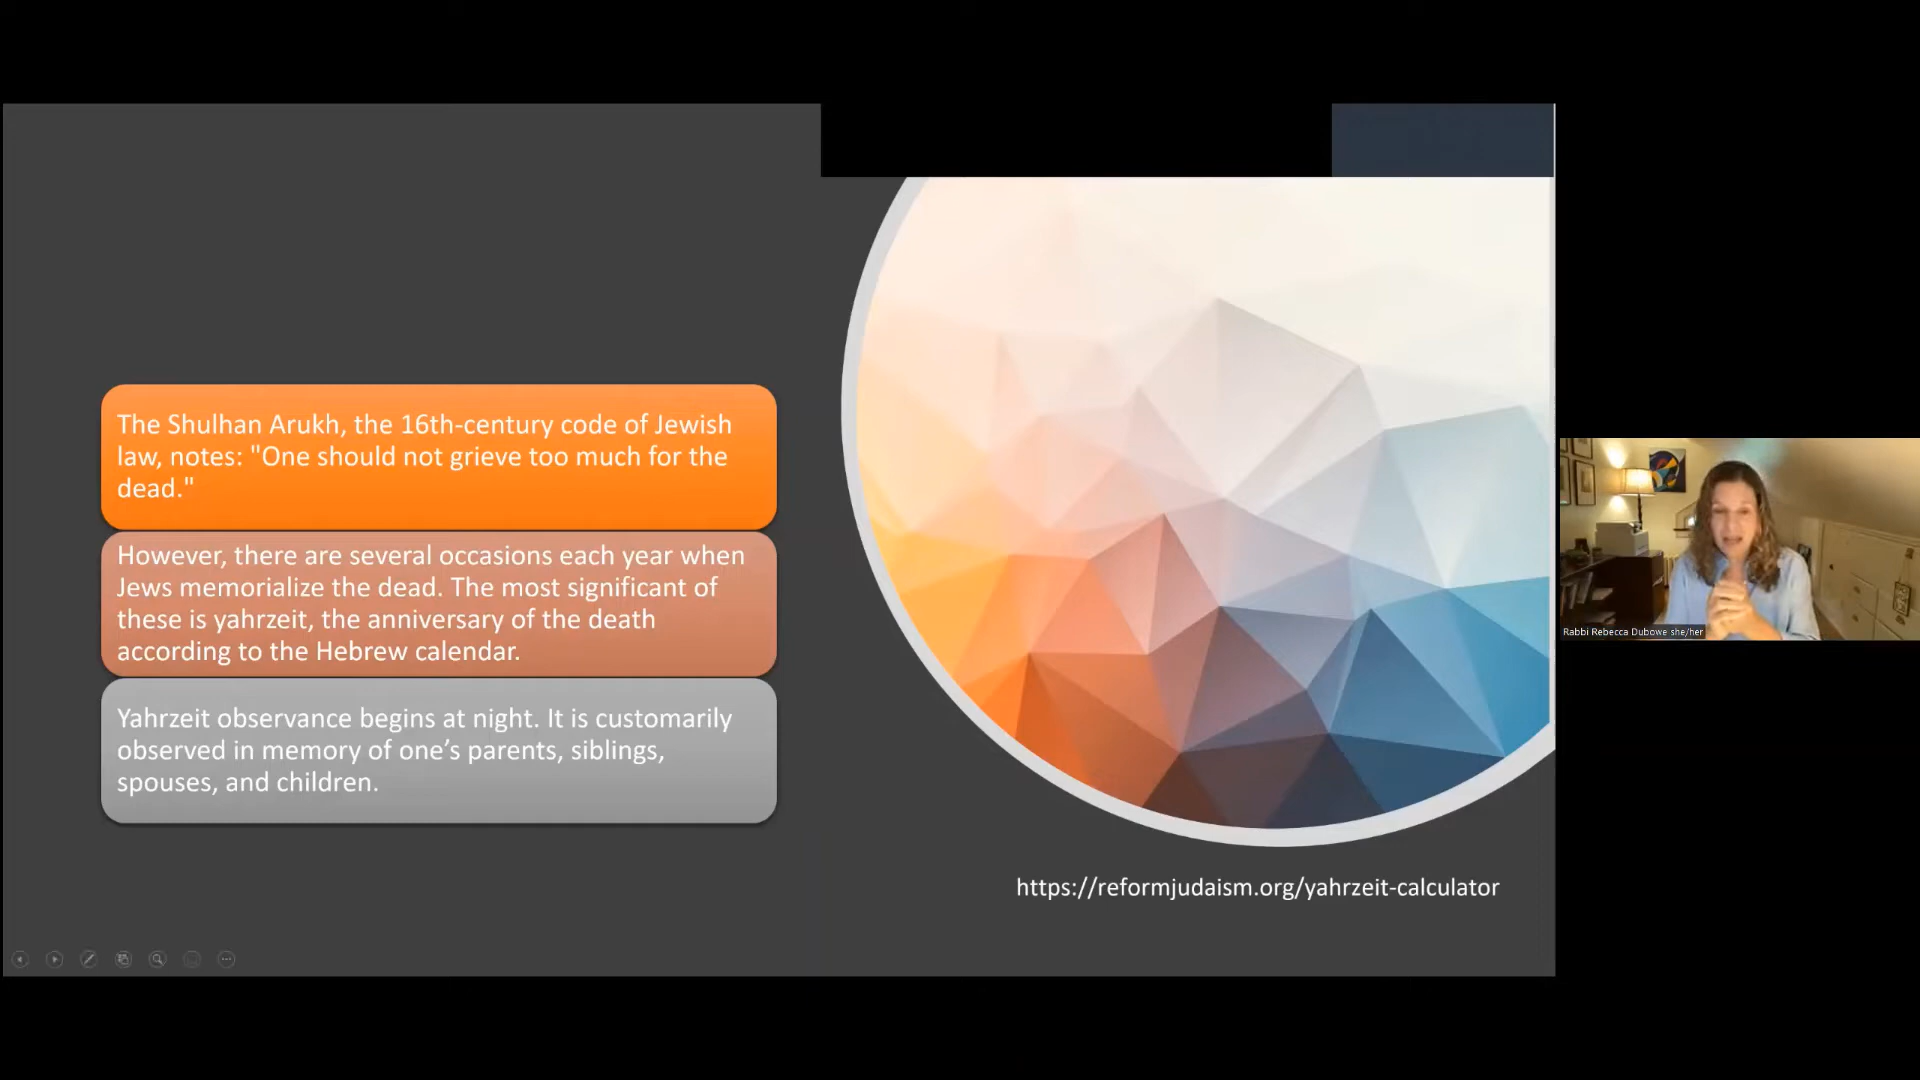 The Shulhan Arukh, the 16th-century code of Jewish
law, notes: "One should not grieve too much for the
dead."
However, there are several occasions each year when
Jews memorialize the dead. The most significant of
these is yahrzeit, the anniversary of the death
according to the Hebrew calendar.
Yahrzeit observance begins at night. It is customarily
observed in memory of one’s parents, siblings,
spouses, and children.
https://reformjudaism.org/yahrzeit-calculator
Rabbi Rebecca Dubowe she/her